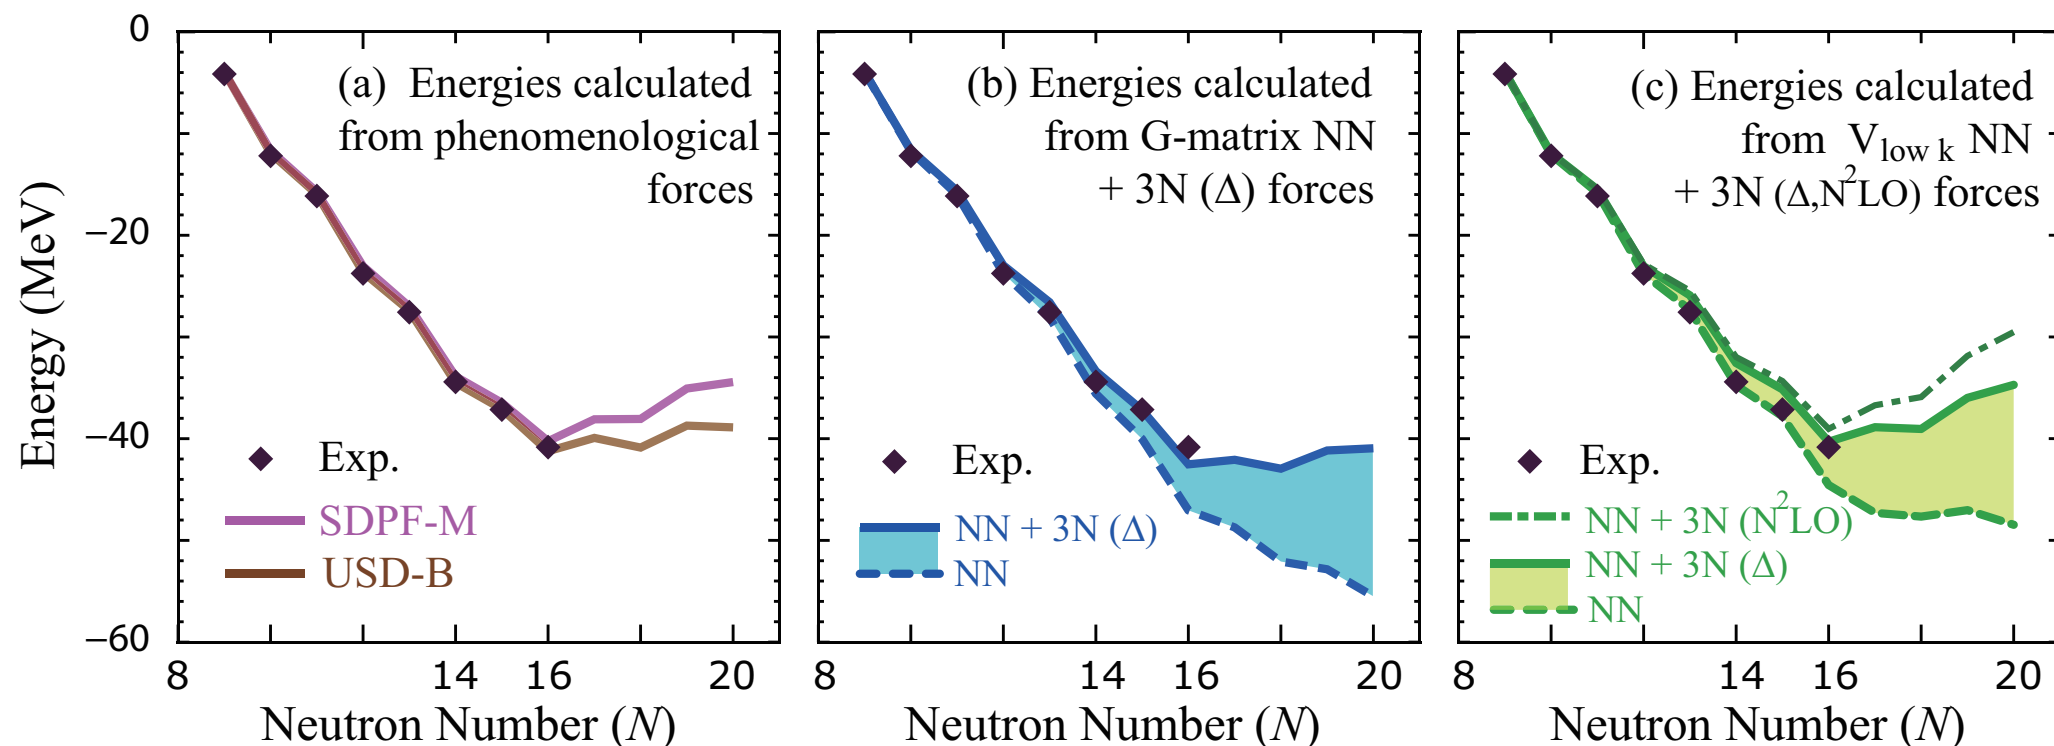 0
−20
−40
−60
Energy (MeV)
(a) Energies calculated
from phenomenological
forces
Exp.
SDPF-M
USD-B
8
14
16
20
Neutron Number (N)
(b) Energies calculated
from G-matrix NN
+ 3N (Δ) forces
Exp.
NN + 3N (Δ)
NN
8
14
16
20
Neutron Number (N)
(c) Energies calculated
from V_low k NN
+ 3N (Δ,N²LO) forces
Exp.
NN + 3N (N²LO)
NN + 3N (Δ)
NN
8
14
16
20
Neutron Number (N)